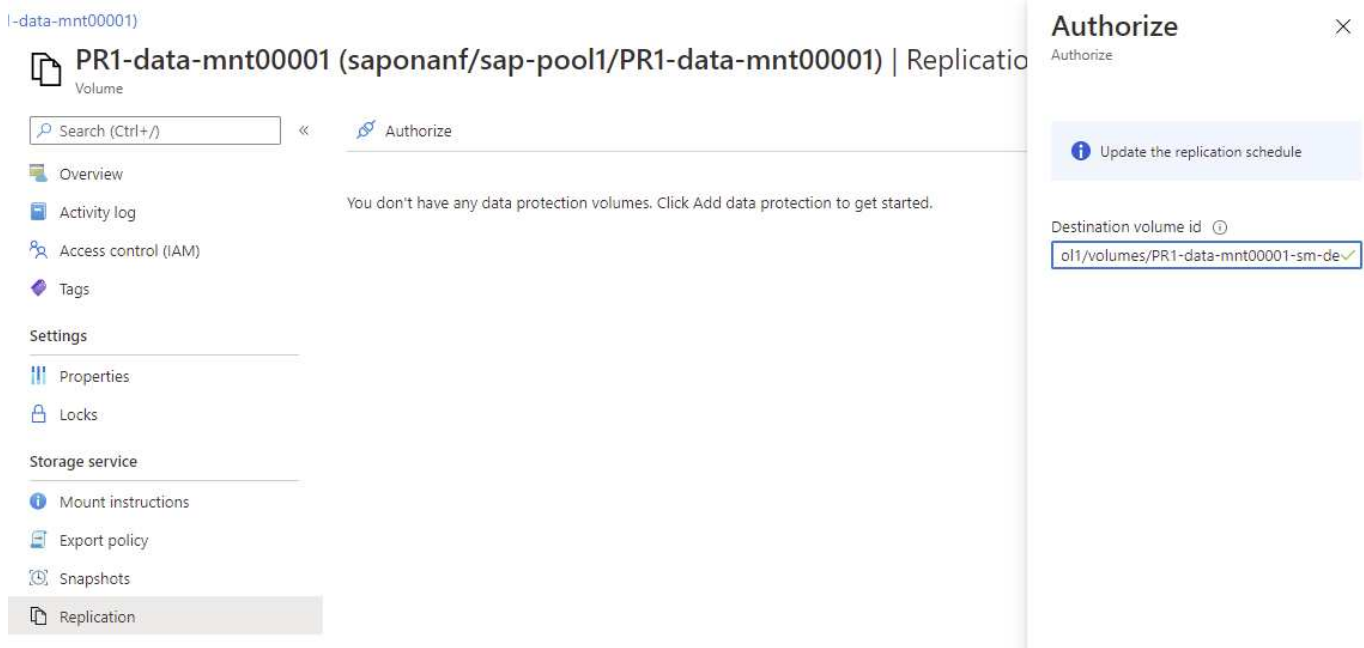 l-data-mnt00001)
PR1-data-mnt00001 (saponanf/sap-pool1/PR1-data-mnt00001) | Replicatio
Volume
Search (Ctrl+/)
«
Overview
Activity log
Access control (IAM)
Tags
Settings
Properties
Locks
Storage service
Mount instructions
Export policy
Snapshots
Replication
Authorize
You don't have any data protection volumes. Click Add data protection to get started.
Authorize
Authorize
Update the replication schedule
Destination volume id
ol1/volumes/PR1-data-mnt00001-sm-de